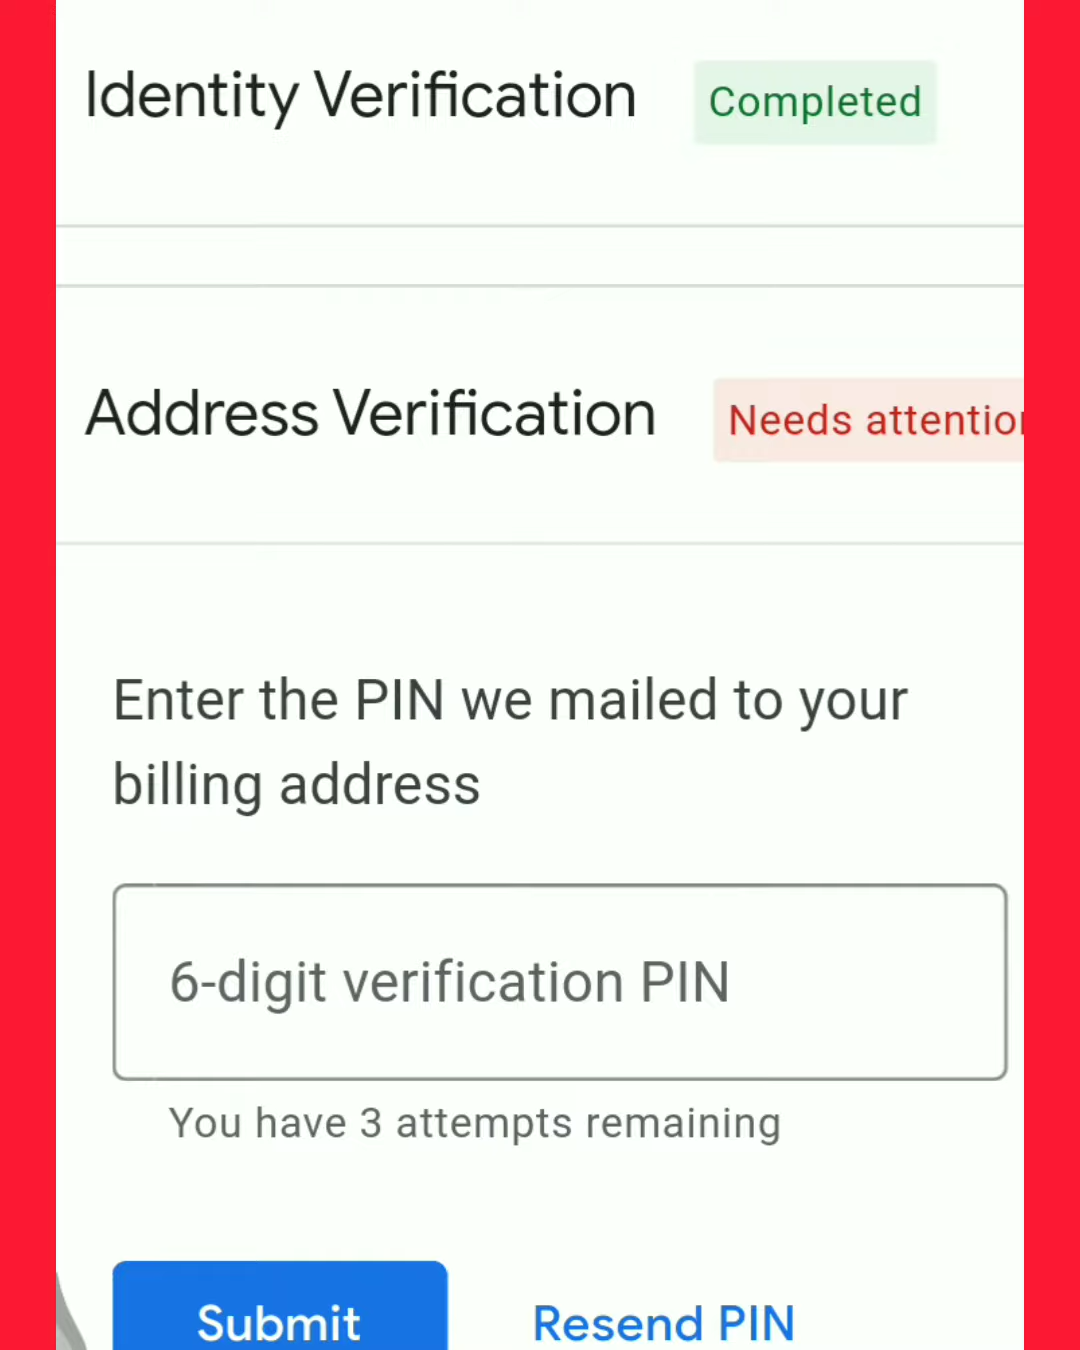 Identity Verification Completed
Address Verification Needs attention
Enter the PIN we mailed to your
billing address
6-digit verification PIN
You have 3 attempts remaining
Submit Resend PIN